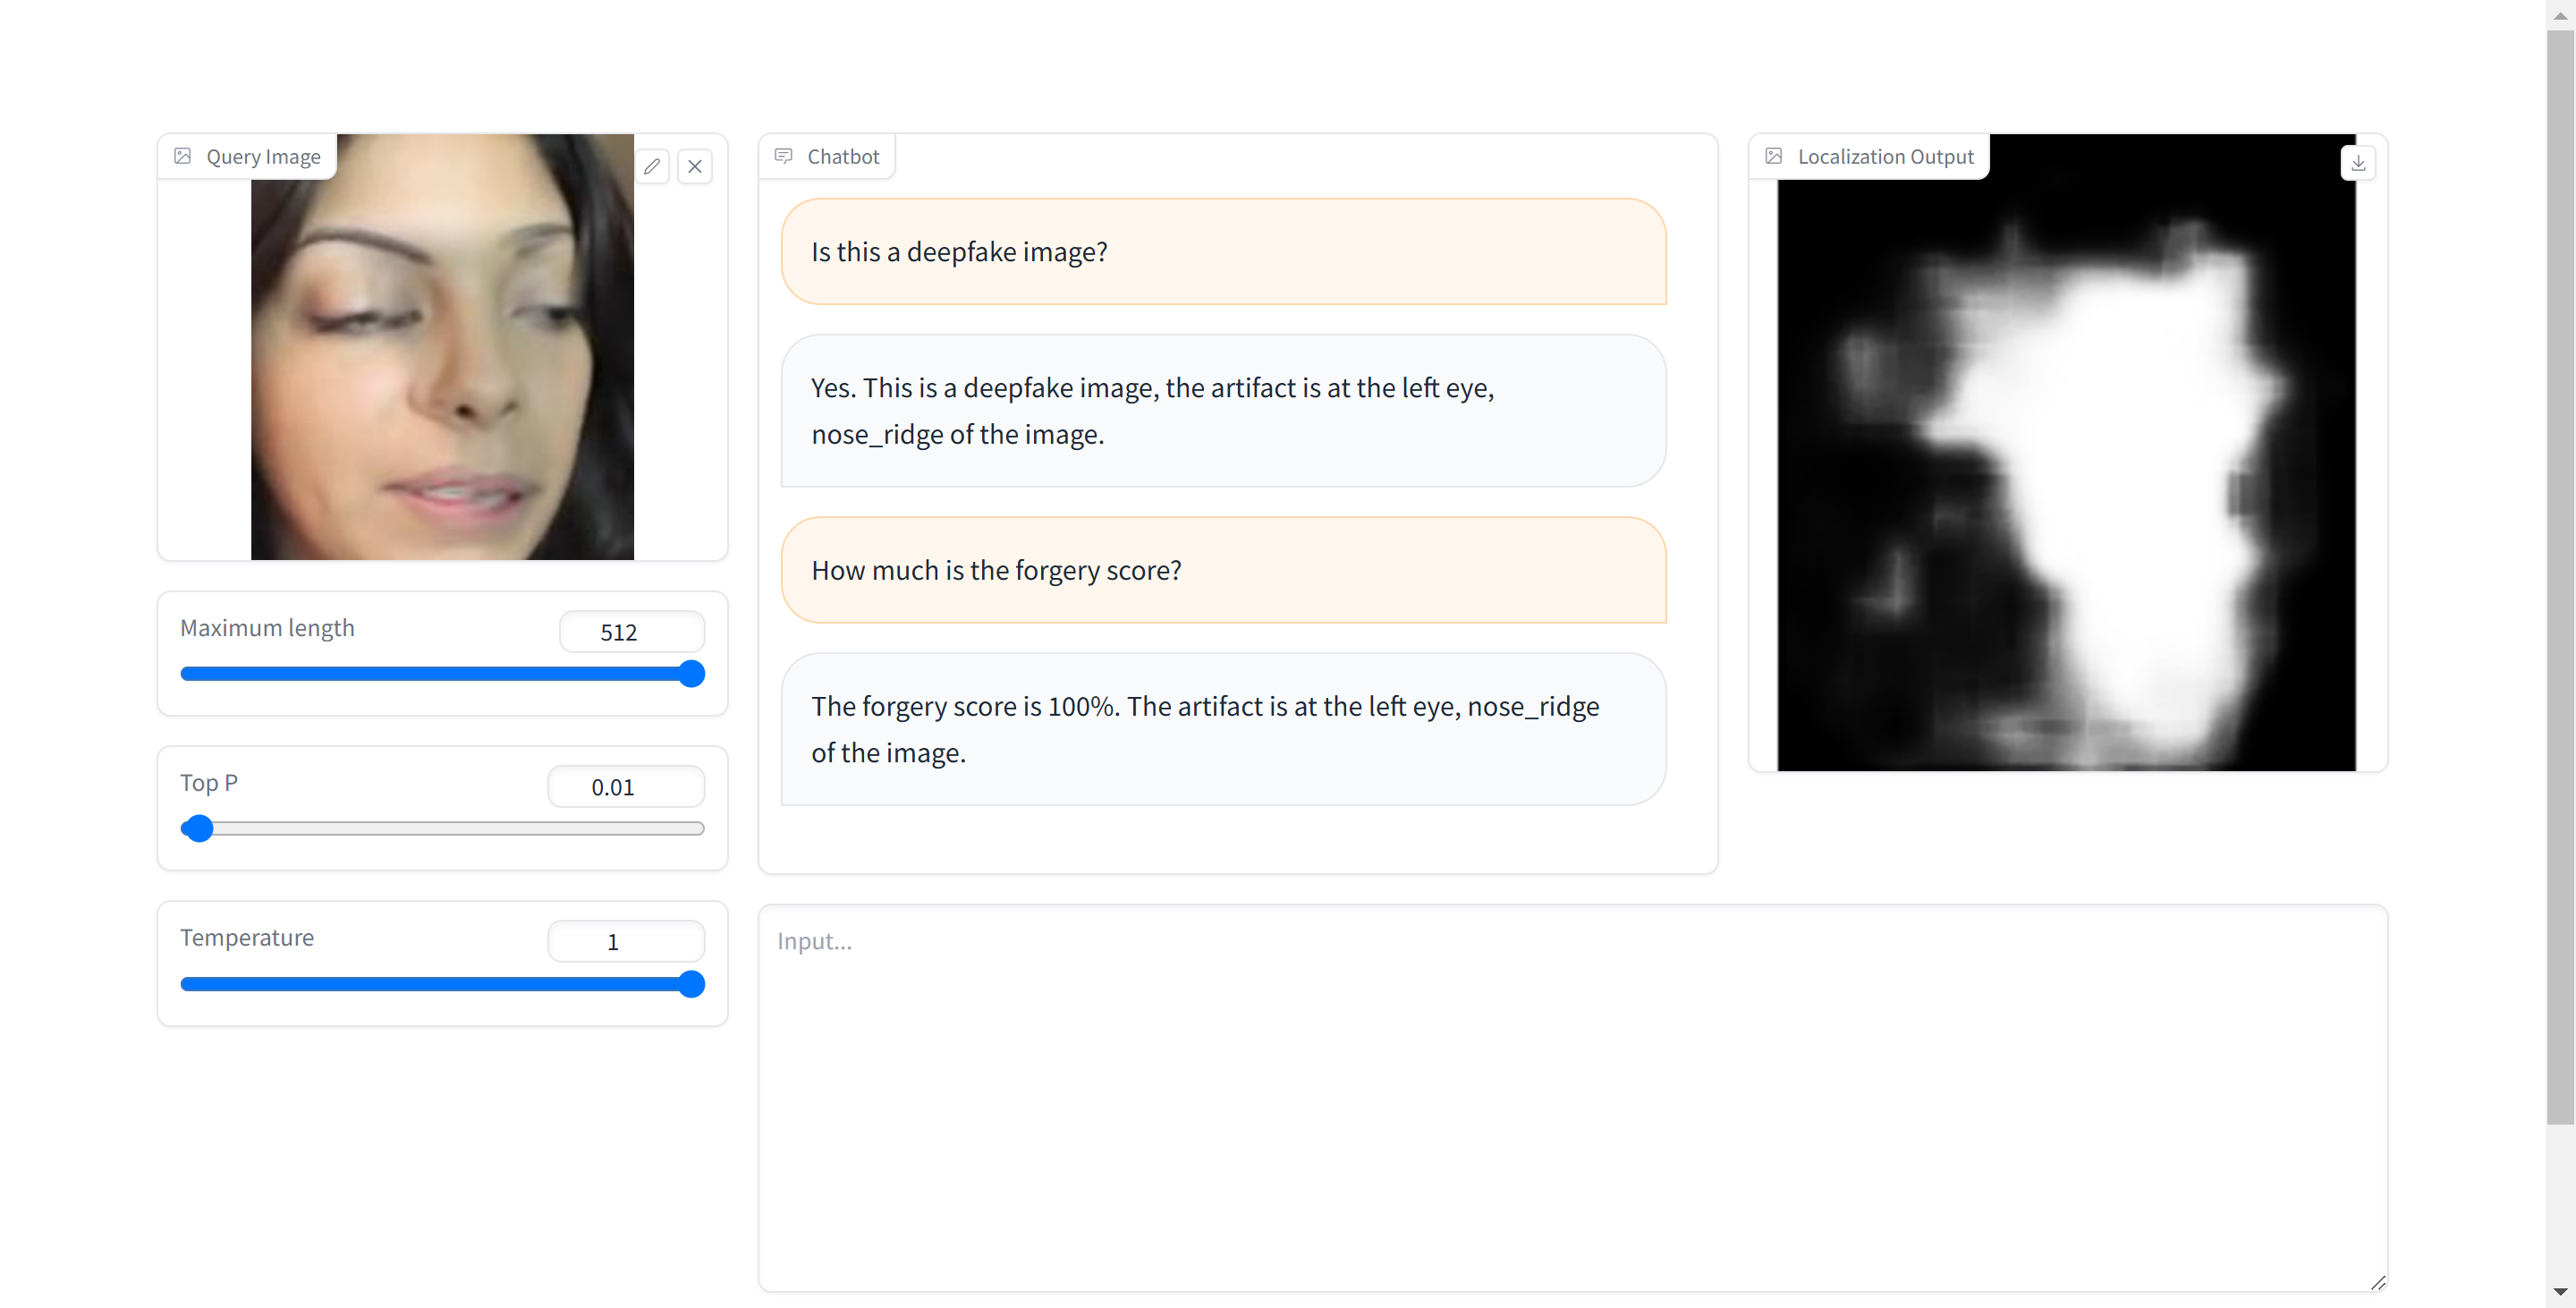 Query Image
Maximum length
512
Top P
0.01
Temperature
1
Chatbot
Is this a deepfake image?
Yes. This is a deepfake image, the artifact is at the left eye,
nose_ridge of the image.
How much is the forgery score?
The forgery score is 100%. The artifact is at the left eye, nose_ridge
of the image.
Input...
Localization Output